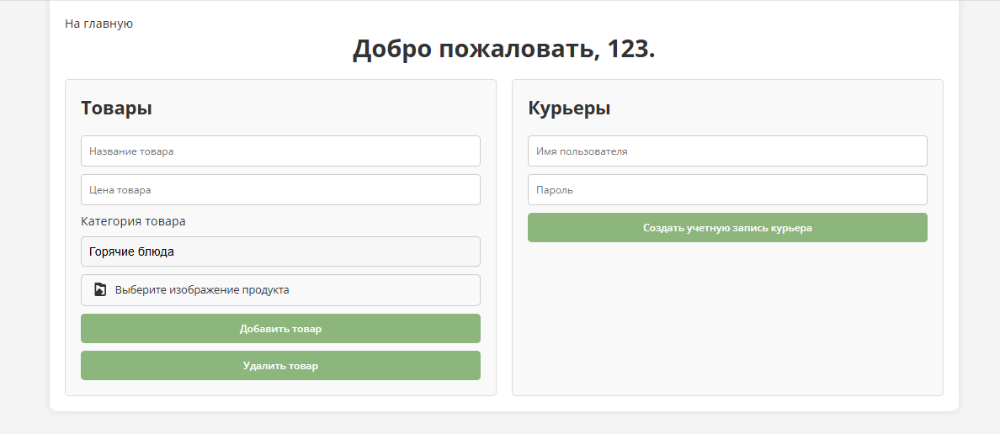 На главную
Добро пожаловать, 123.
Товары
Название товара
Цена товара
Категория товара
Горячие блюда
Выберите изображение продукта
Добавить товар
Удалить товар
Курьеры
Имя пользователя
Пароль
Создать учетную запись курьера